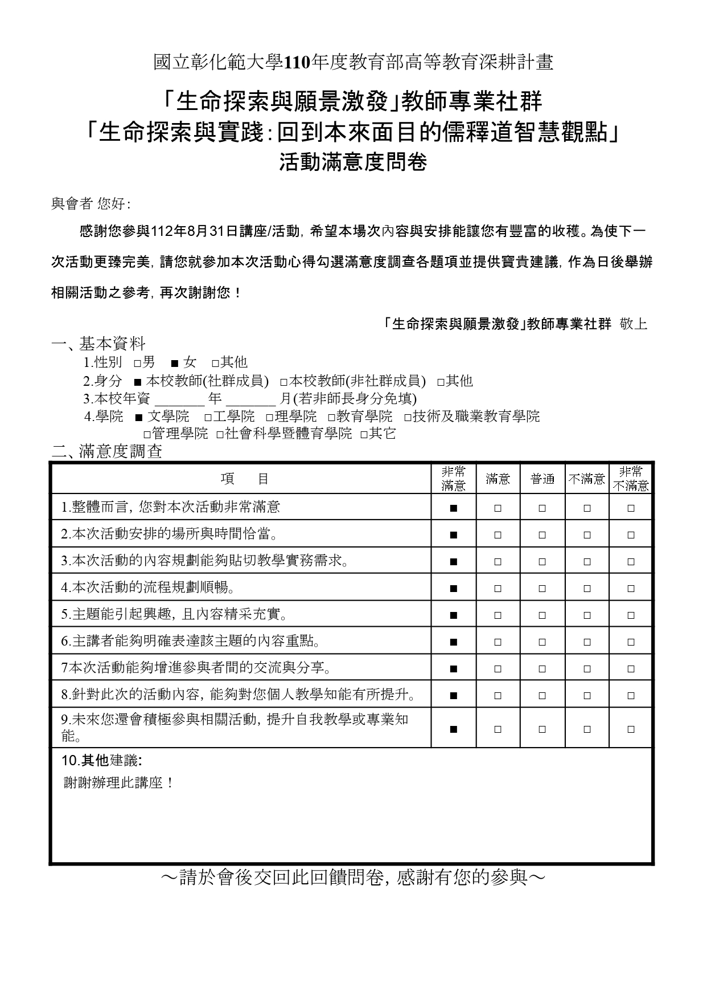 國立彰化範大學110年度教育部高等教育深耕計畫
「生命探索與願景激發」教師專業社群
「生命探索與實踐：回到本來面目的儒釋道智慧觀點」
活動滿意度問卷
與會者 您好：
感謝您參與112年8月31日講座/活動，希望本場次內容與安排能讓您有豐富的收穫。為使下一
次活動更臻完美，請您就參加本次活動心得勾選滿意度調查各題項並提供寶貴建議，作為日後舉辦
相關活動之參考，再次謝謝您！
「生命探索與願景激發」教師專業社群 敬上
一、基本資料
1.性別 □男 ■ 女 □其他
2.身分 ■ 本校教師(社群成員) □本校教師(非社群成員) □其他
3.本校年資 _______ 年 _______ 月(若非師長身分免填)
4.學院 ■ 文學院 □工學院 □理學院 □教育學院 □技術及職業教育學院
□管理學院 □社會科學暨體育學院 □其它
二、滿意度調查
項 目 非常滿意 滿意 普通 不滿意 非常不滿意
1.整體而言，您對本次活動非常滿意 ■ □ □ □ □
2.本次活動安排的場所與時間恰當。 ■ □ □ □ □
3.本次活動的內容規劃能夠貼切教學實務需求。 ■ □ □ □ □
4.本次活動的流程規劃順暢。 ■ □ □ □ □
5.主題能引起興趣，且內容精采充實。 ■ □ □ □ □
6.主講者能夠明確表達該主題的內容重點。 ■ □ □ □ □
7本次活動能夠增進參與者間的交流與分享。 ■ □ □ □ □
8.針對此次的活動內容，能夠對您個人教學知能有所提升。 ■ □ □ □ □
9.未來您還會積極參與相關活動，提升自我教學或專業知
能。 ■ □ □ □ □
10.其他建議:
謝謝辦理此講座！
～請於會後交回此回饋問卷，感謝有您的參與～